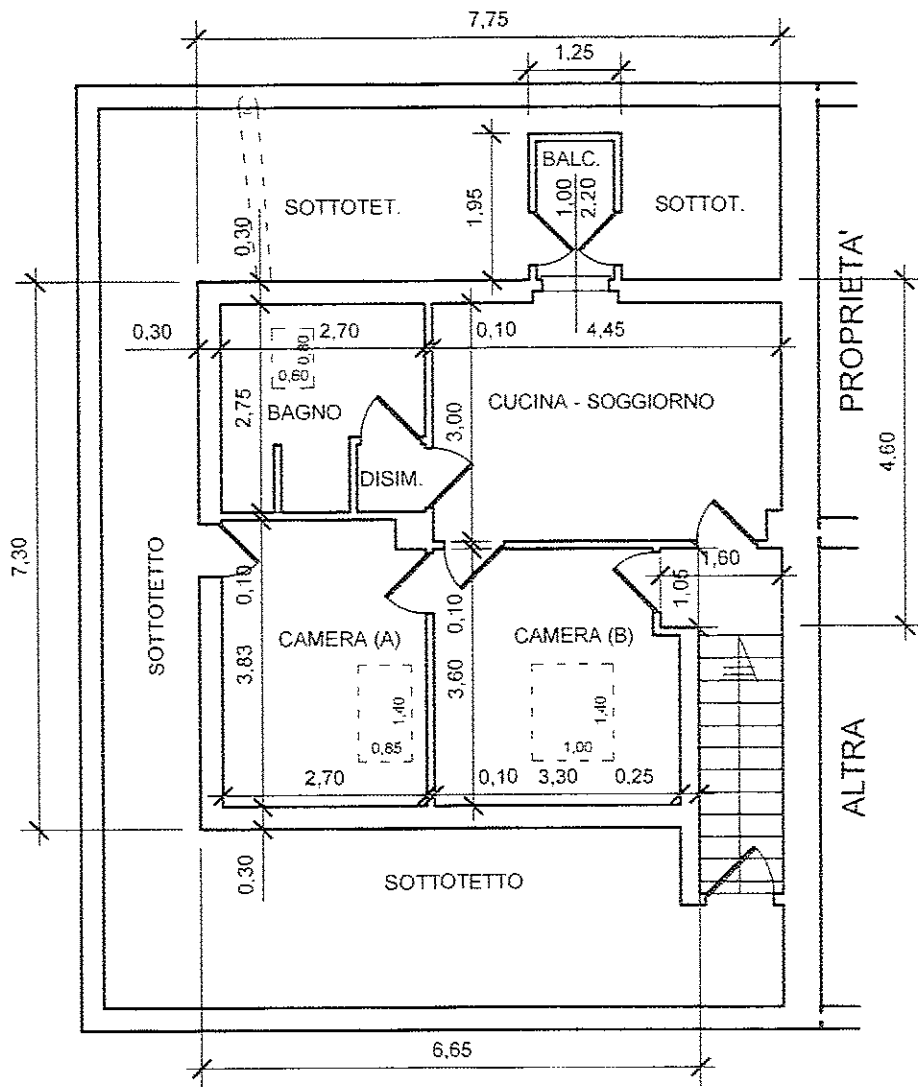 7,75
1,25
BALC.
1,00
2,20
1,95
SOTTOTET.
SOTTOT.
0,30
PROPRIETA'
0,30
2,70
0,10
4,45
0,80
0,60
2,75
BAGNO
3,00
CUCINA - SOGGIORNO
4,60
DISIM.
7,30
SOTTOTETTO
1,60
1,05
0,10
0,10
CAMERA (A)
CAMERA (B)
3,83
3,60
1,40
0,85
1,40
1,00
2,70
0,10
3,30
0,25
ALTRA
0,30
SOTTOTETTO
6,65